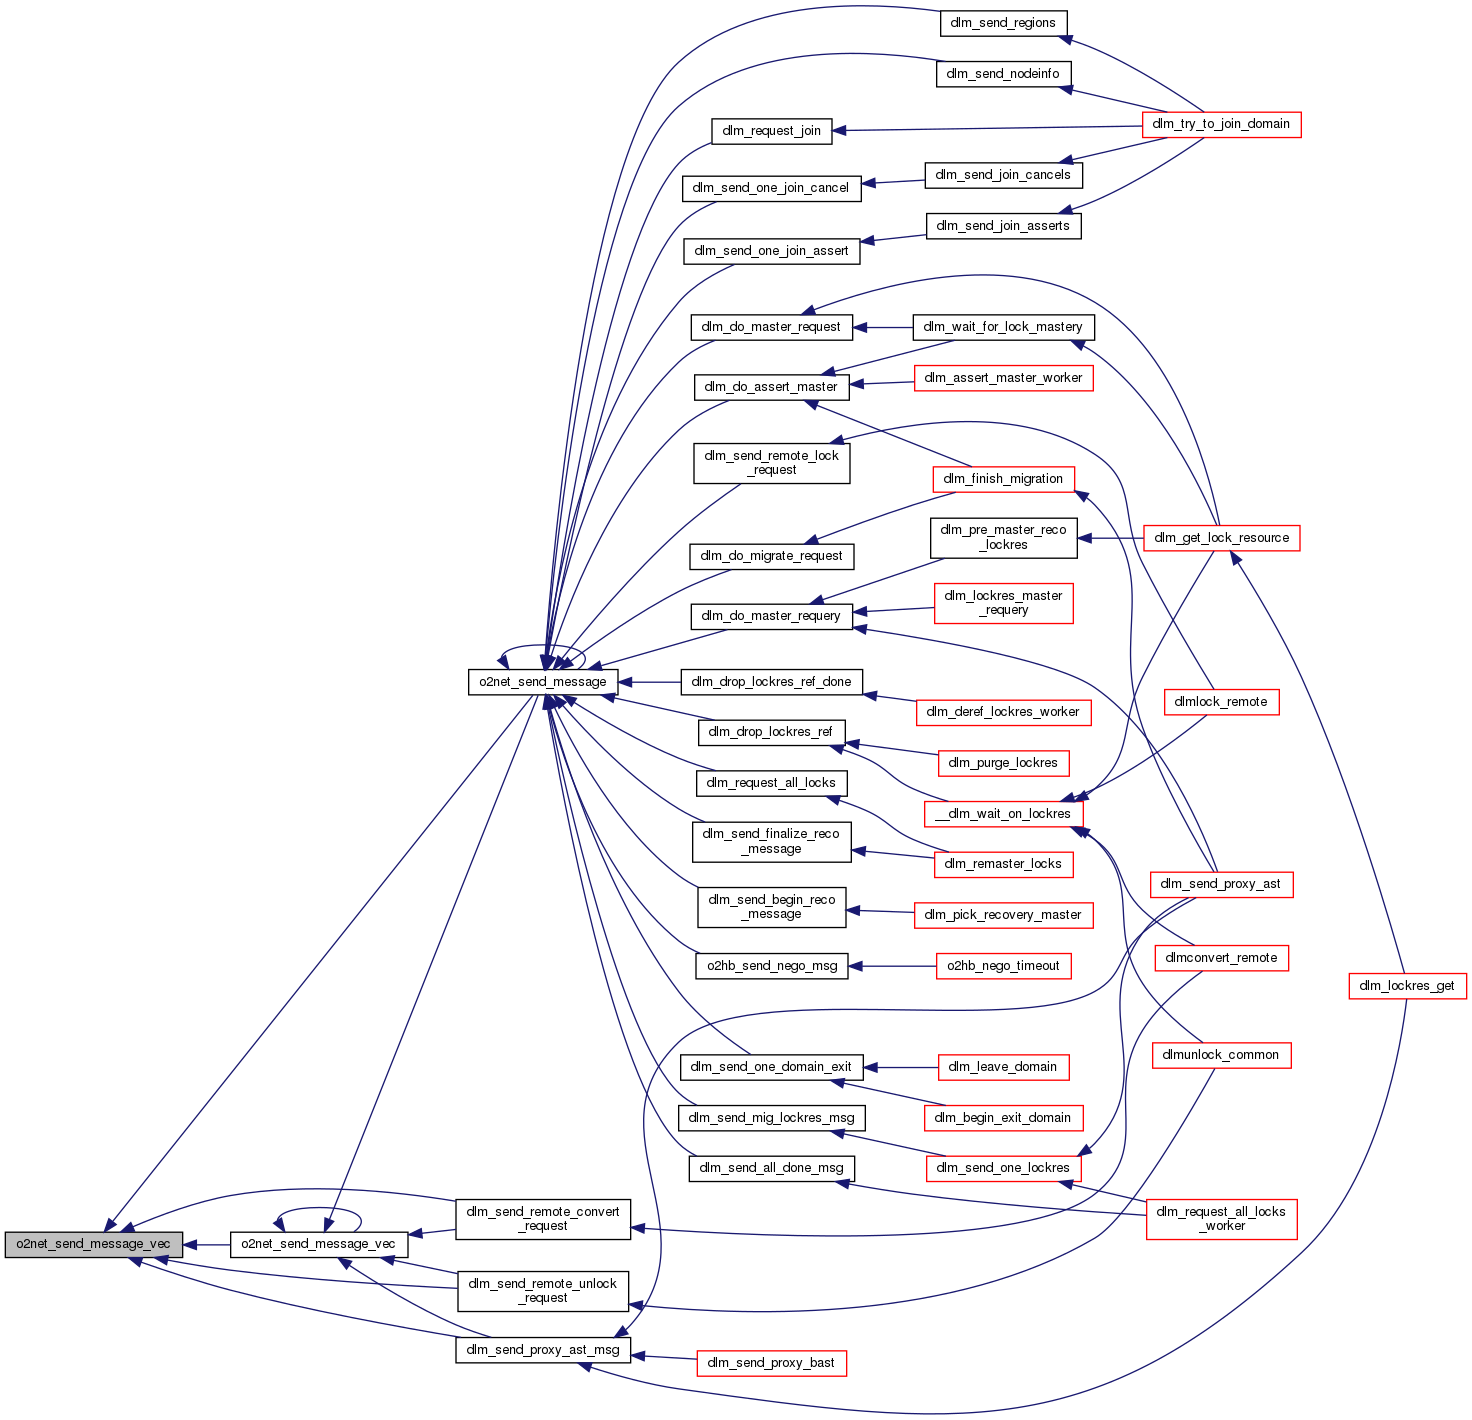 dlm_send_regions
dlm_send_nodeinfo
dlm_try_to_join_domain
dlm_request_join
dlm_send_join_cancels
dlm_send_one_join_cancel
dlm_send_join_asserts
dlm_send_one_join_assert
dlm_do_master_request
dlm_wait_for_lock_mastery
dlm_assert_master_worker
dlm_do_assert_master
dlm_send_remote_lock
_request
dlm_finish_migration
dlm_pre_master_reco
_lockres
dlm_get_lock_resource
dlm_do_migrate_request
dlm_lockres_master
_requery
dlm_do_master_requery
o2net_send_message
dlm_drop_lockres_ref_done
dlmlock_remote
dlm_deref_lockres_worker
dlm_drop_lockres_ref
dlm_purge_lockres
dlm_request_all_locks
__dlm_wait_on_lockres
dlm_send_finalize_reco
_message
dlm_remaster_locks
dlm_send_proxy_ast
dlm_send_begin_reco
_message
dlm_pick_recovery_master
dlmconvert_remote
o2hb_send_nego_msg
o2hb_nego_timeout
dlm_lockres_get
dlmunlock_common
dlm_send_one_domain_exit
dlm_leave_domain
dlm_send_mig_lockres_msg
dlm_begin_exit_domain
dlm_send_all_done_msg
dlm_send_one_lockres
dlm_request_all_locks
_worker
dlm_send_remote_convert
_request
o2net_send_message_vec
o2net_send_message_vec
dlm_send_remote_unlock
_request
dlm_send_proxy_ast_msg
dlm_send_proxy_bast